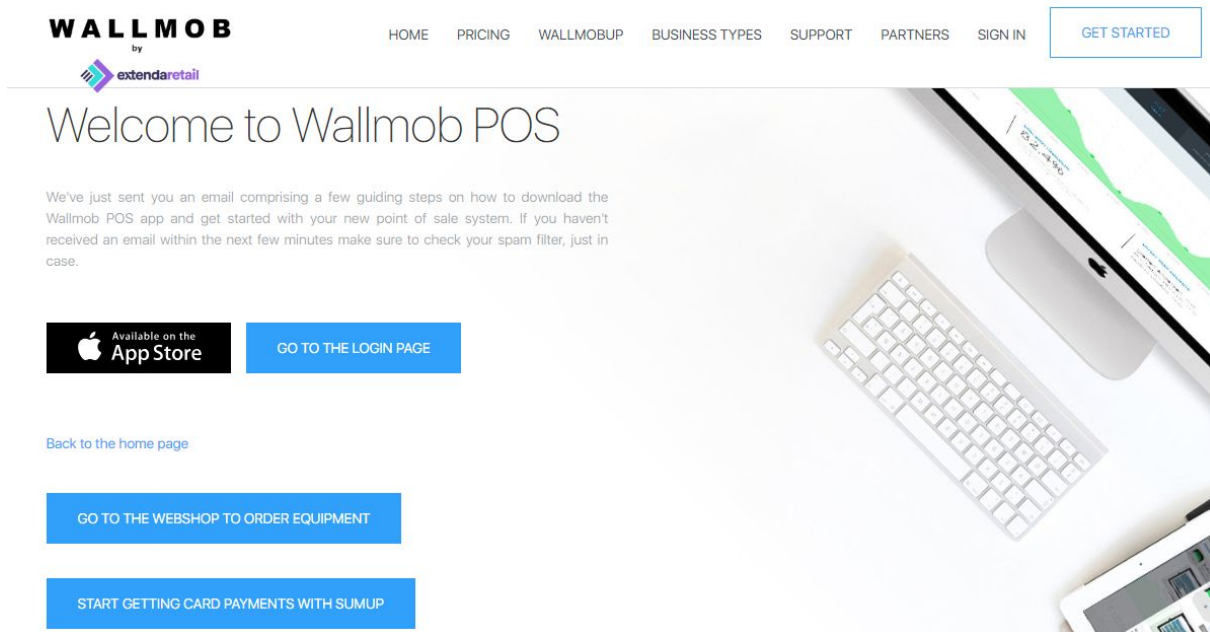 WALLMOB
by
extendaretail
HOME PRICING WALLMOBUP BUSINESS TYPES SUPPORT PARTNERS SIGN IN GET STARTED
Welcome to Wallmob POS
We've just sent you an email comprising a few guiding steps on how to download the
Wallmob POS app and get started with your new point of sale system. If you haven't
received an email within the next few minutes make sure to check your spam filter, just in
case.
Available on the
App Store
GO TO THE LOGIN PAGE
Back to the home page
GO TO THE WEBSHOP TO ORDER EQUIPMENT
START GETTING CARD PAYMENTS WITH SUMUP